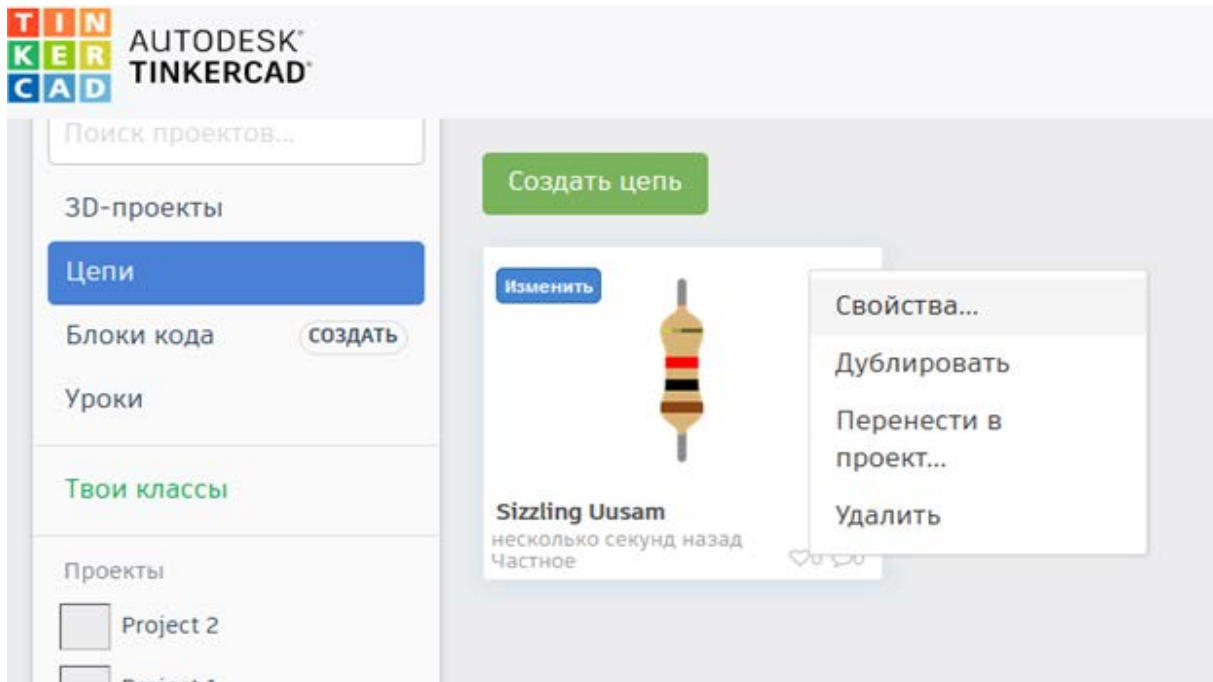 TIN
KER
CAD
AUTODESK®
TINKERCAD®
Поиск проектов...
3D-проекты
Цепи
Блоки кода СОЗДАТЬ
Уроки
Твои классы
Проекты
Project 2
Создать цепь
Изменить
Sizzling Uusam
несколько секунд назад
Частное
Свойства...
Дублировать
Перенести в
проект...
Удалить